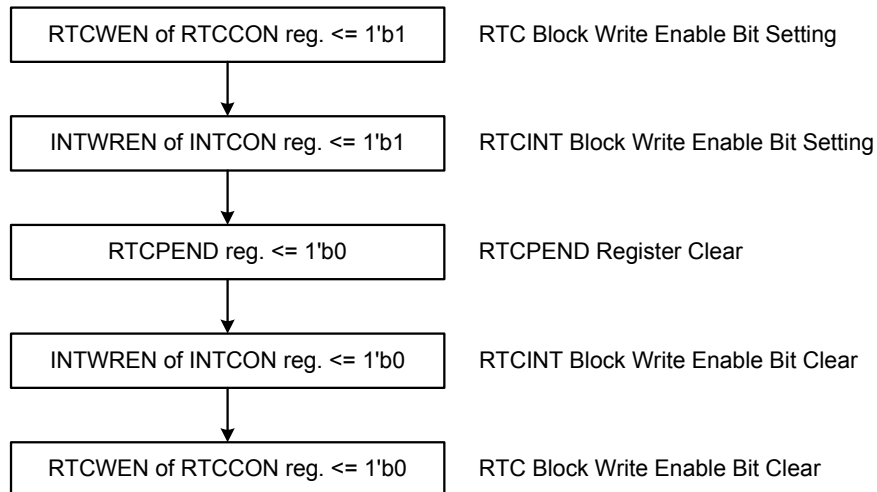 RTCWEN of RTCCON reg. <= 1'b1 RTC Block Write Enable Bit Setting
INTWREN of INTCON reg. <= 1'b1 RTCINT Block Write Enable Bit Setting
RTCPEND reg. <= 1'b0 RTCPEND Register Clear
INTWREN of INTCON reg. <= 1'b0 RTCINT Block Write Enable Bit Clear
RTCWEN of RTCCON reg. <= 1'b0 RTC Block Write Enable Bit Clear